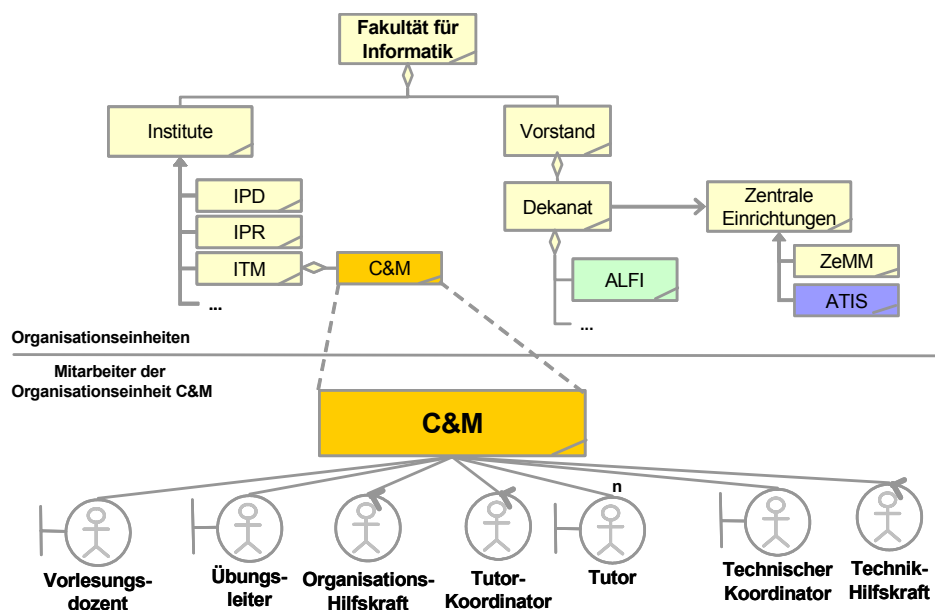 Fakultät für
Informatik
Institute
Vorstand
IPD
IPR
ITM
C&M
...
Dekanat
Zentrale
Einrichtungen
ALFI
...
ZeMM
ATIS
Organisationseinheiten
Mitarbeiter der
Organisationseinheit C&M
C&M
n
Vorlesungs-
dozent
Übungs-
leiter
Organisations-
Hilfskraft
Tutor-
Koordinator
Tutor
Technischer
Koordinator
Technik-
Hilfskraft